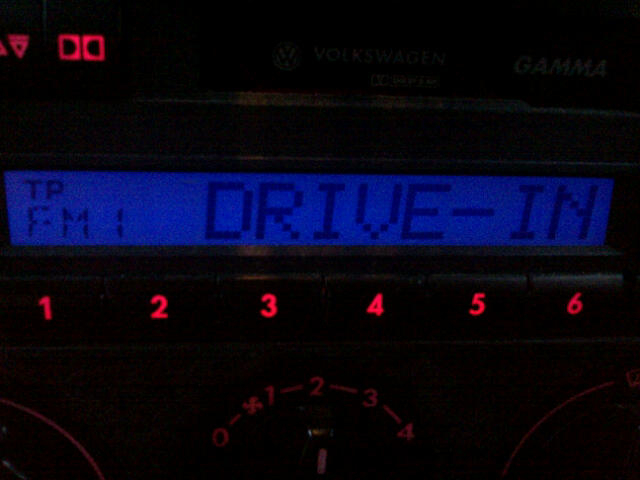 VOLKSWAGEN
GAMMA
TP
FM1 DRIVE-IN
1 2 3 4 5 6
0 1 2 3 4